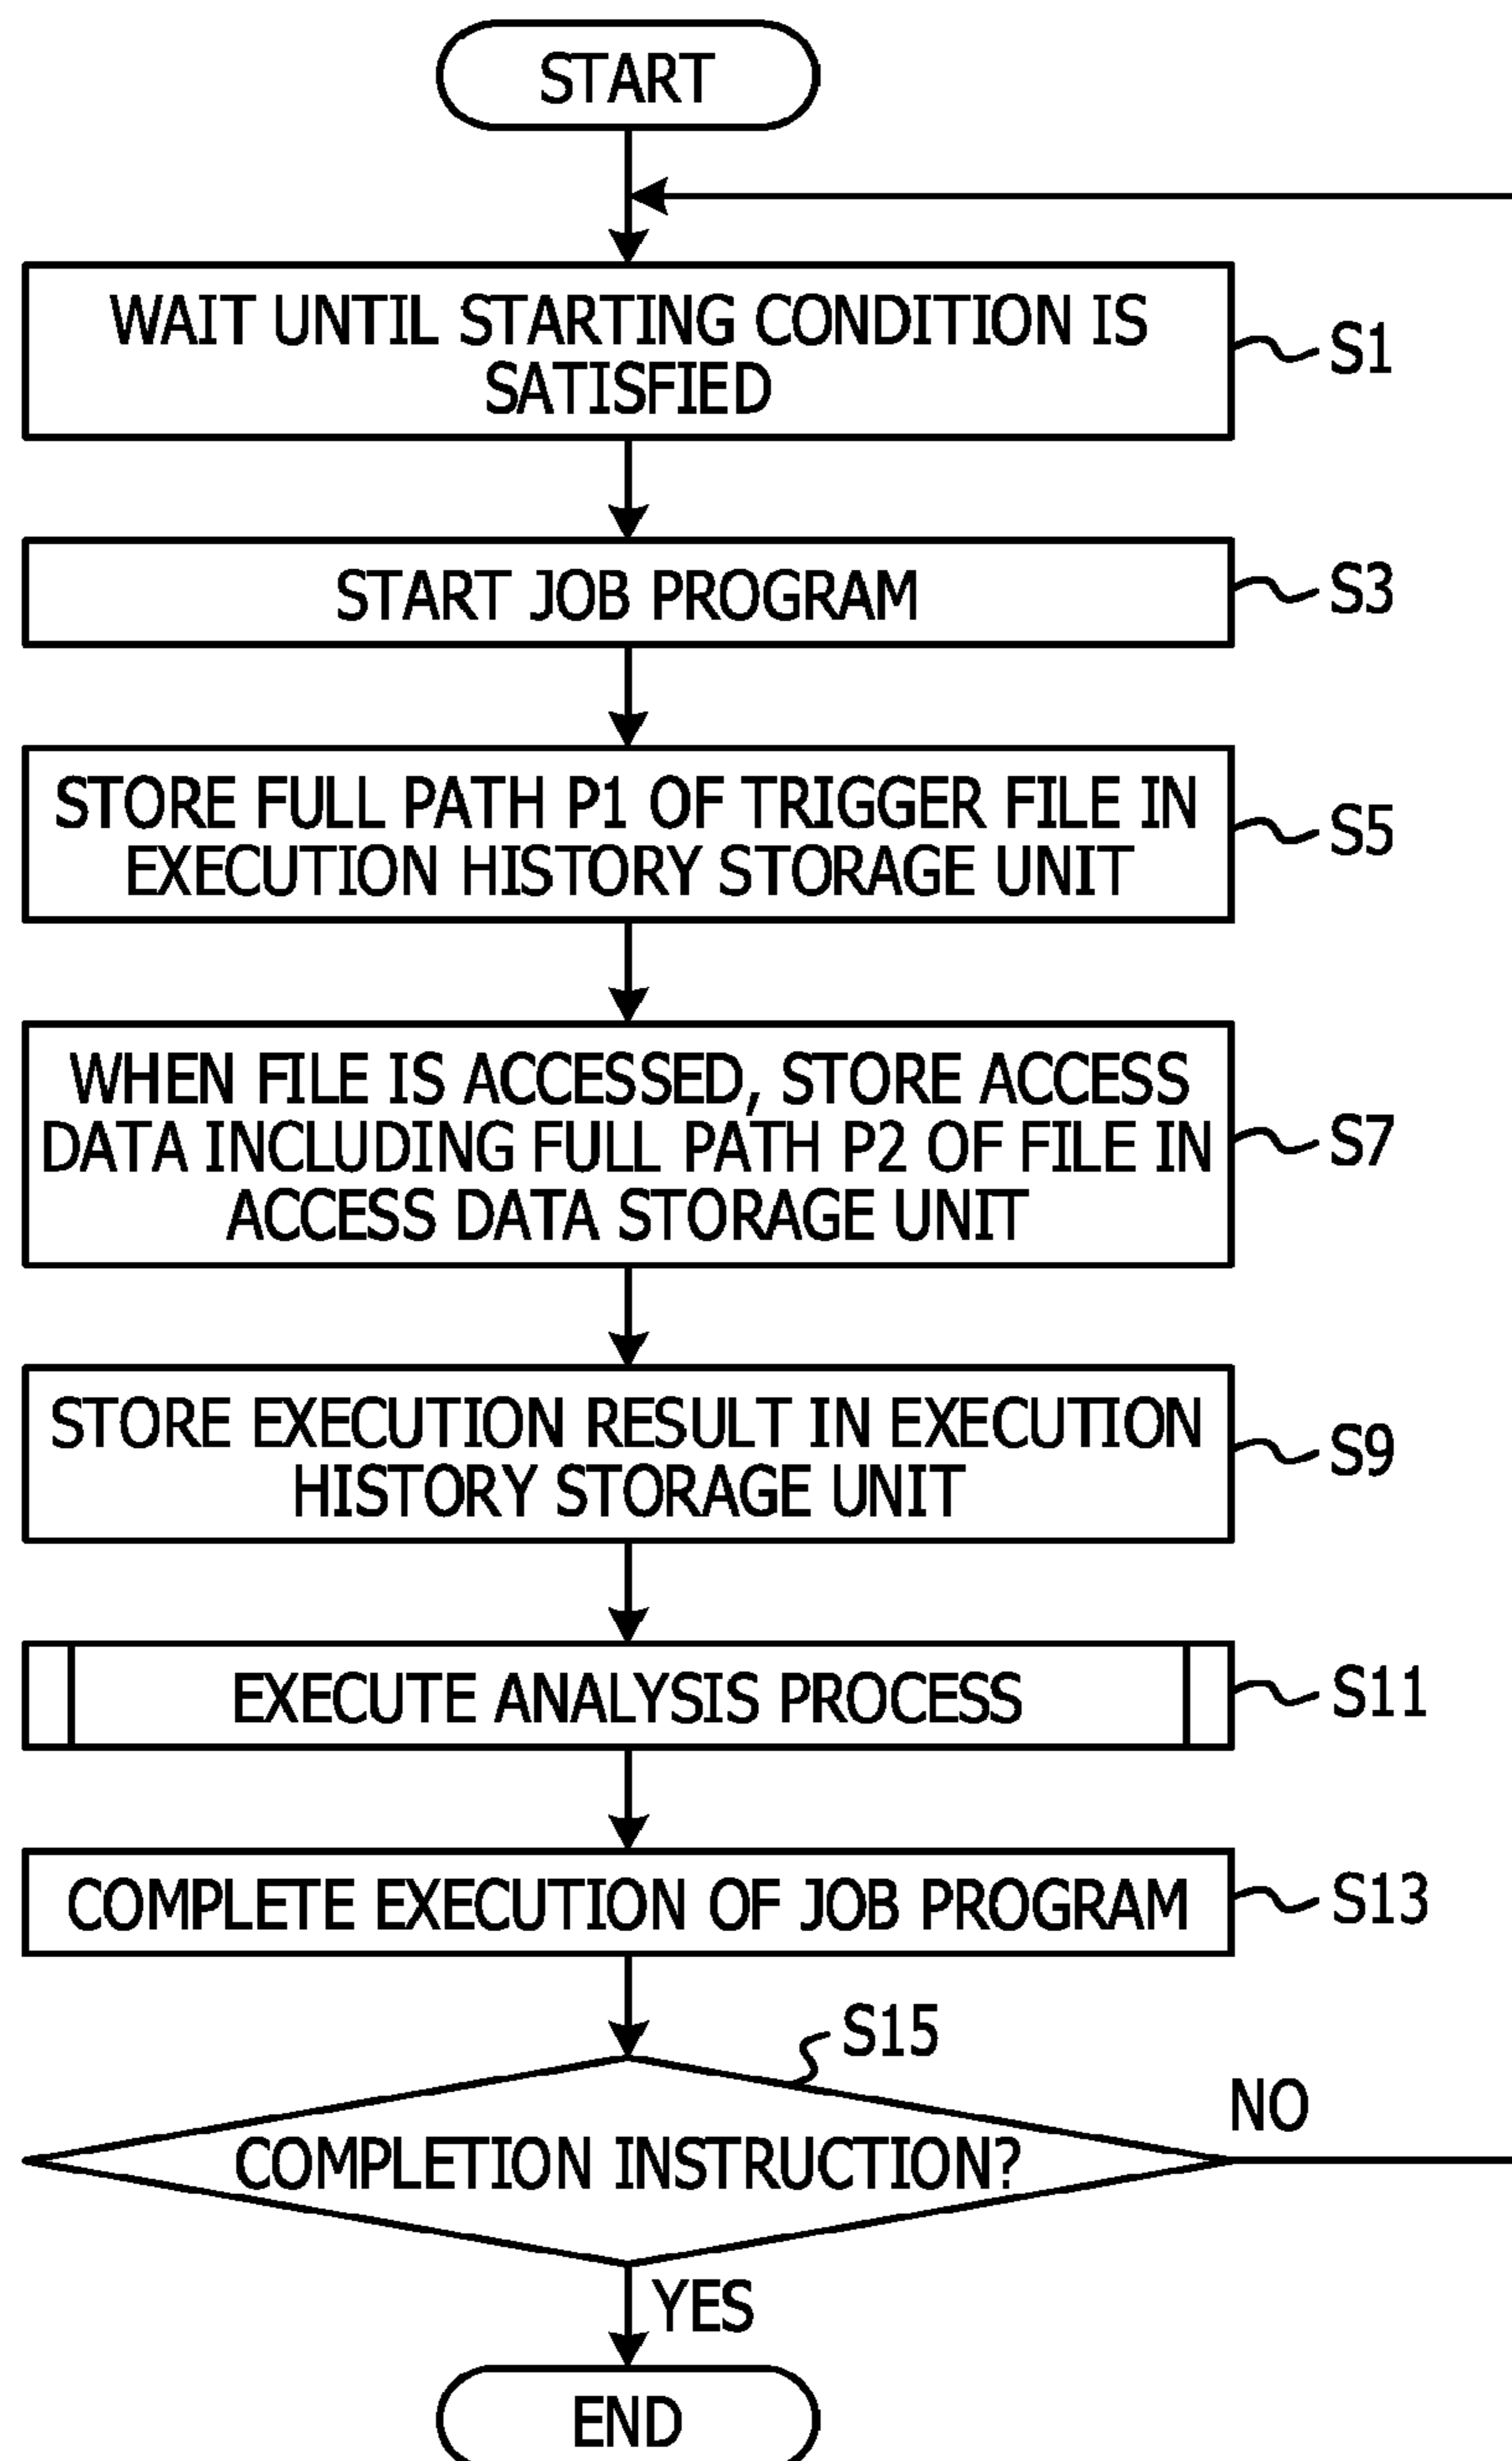 START
WAIT UNTIL STARTING CONDITION IS
SATISFIED
S1
START JOB PROGRAM
S3
STORE FULL PATH P1 OF TRIGGER FILE IN
EXECUTION HISTORY STORAGE UNIT
S5
WHEN FILE IS ACCESSED, STORE ACCESS
DATA INCLUDING FULL PATH P2 OF FILE IN
ACCESS DATA STORAGE UNIT
S7
STORE EXECUTION RESULT IN EXECUTION
HISTORY STORAGE UNIT
S9
EXECUTE ANALYSIS PROCESS
S11
COMPLETE EXECUTION OF JOB PROGRAM
S13
S15
COMPLETION INSTRUCTION?
NO
YES
END